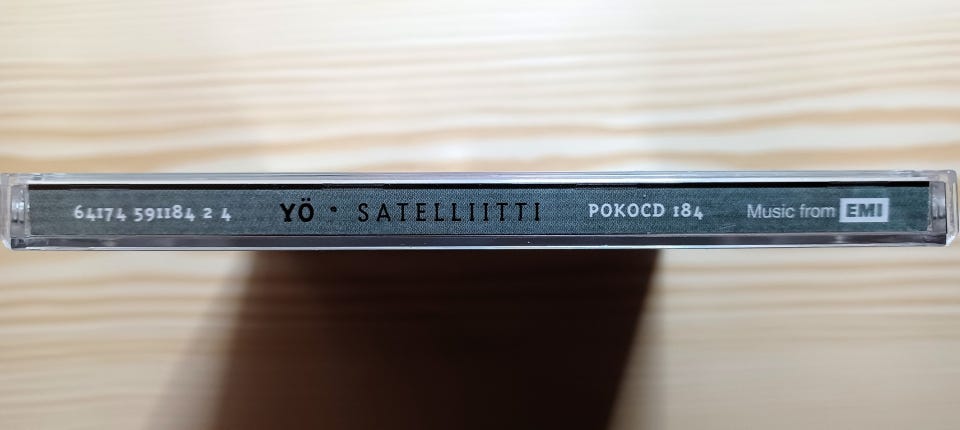 64174 591184 2 4 YÖ • SATELLIITTI POKOCD 184 Music from EMI